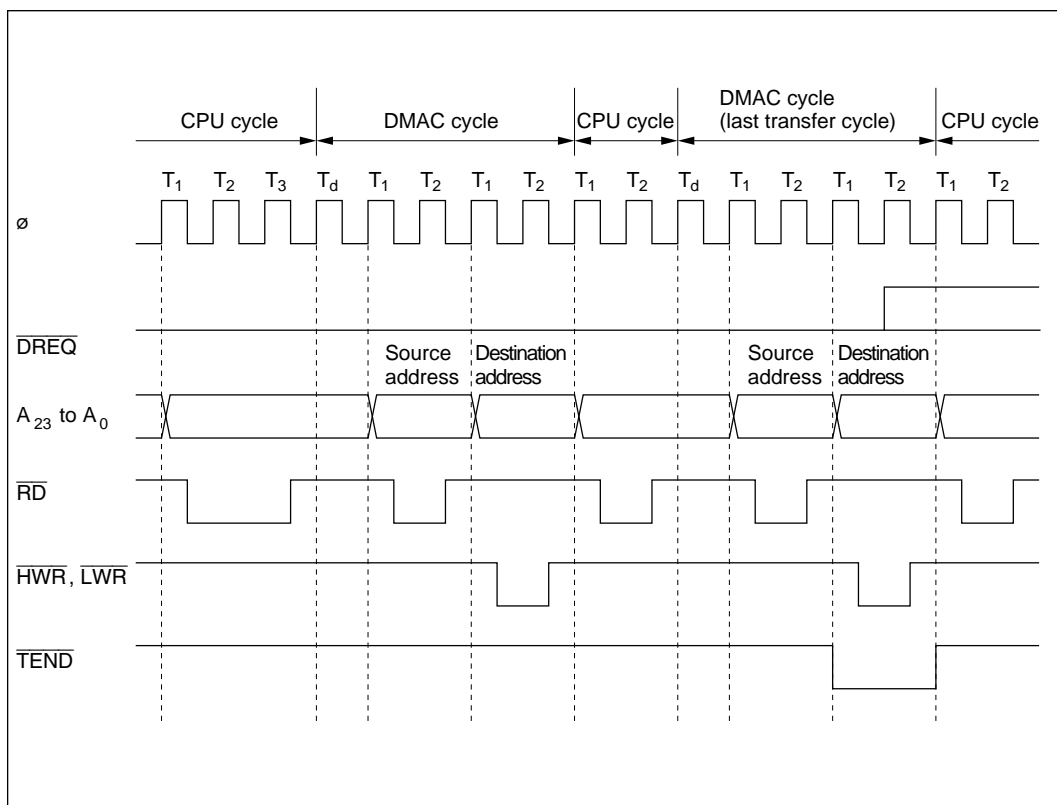 DMAC cycle
(last transfer cycle)
CPU cycle DMAC cycle CPU cycle CPU cycle
T1 T2 T3 Td T1 T2 T1 T2 T1 T2 Td T1 T2 T1 T2 T1 T2
ø
DREQ
Source address Destination address Source address Destination address
A23 to A0
RD
HWR, LWR
TEND